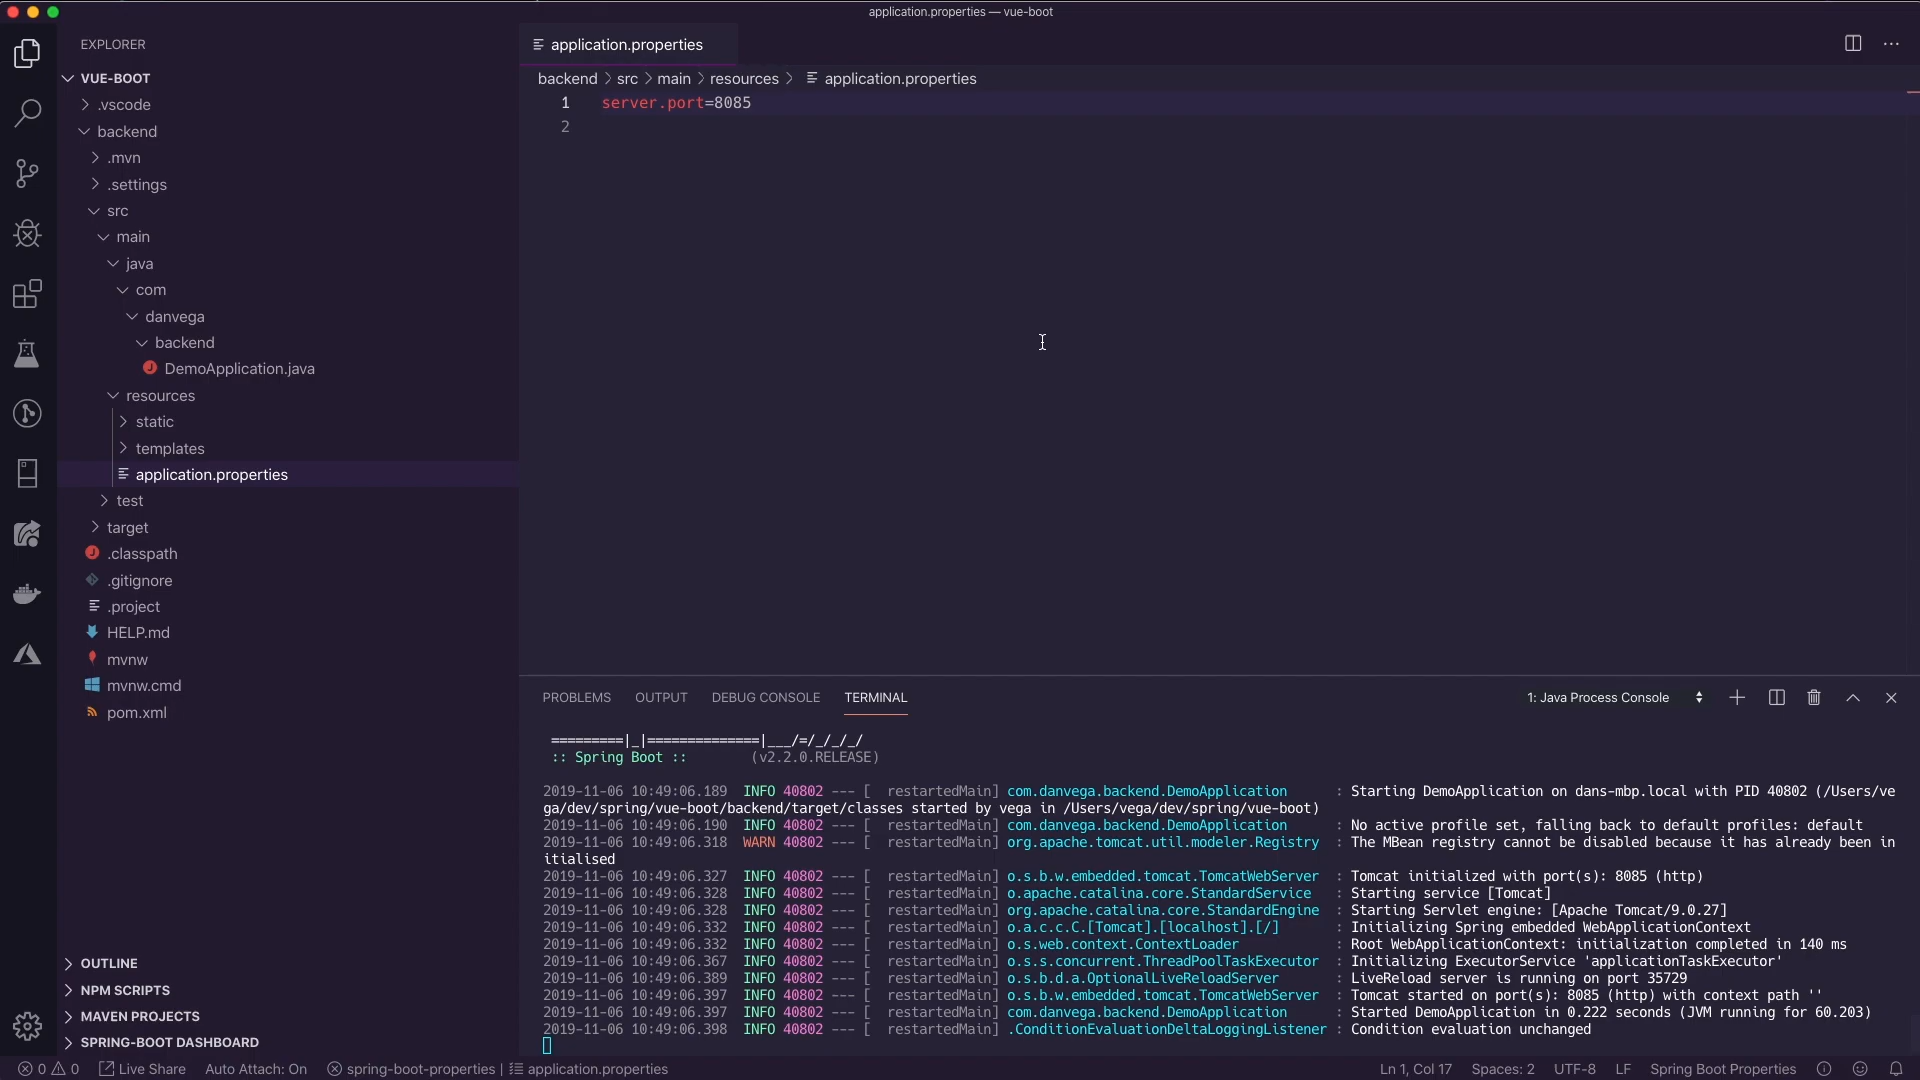 application.properties — vue-boot
EXPLORER
VUE-BOOT
.vscode
backend
.mvn
.settings
src
main
java
com
danvega
backend
DemoApplication.java
resources
static
templates
application.properties
test
target
.classpath
.gitignore
.project
HELP.md
mvnw
mvnw.cmd
pom.xml
OUTLINE
NPM SCRIPTS
MAVEN PROJECTS
SPRING-BOOT DASHBOARD
application.properties
backend > src > main > resources > application.properties
1 server.port=8085
2
PROBLEMS OUTPUT DEBUG CONSOLE TERMINAL 1: Java Process Console
=========|_|==============|___/=/_/_/_/
:: Spring Boot :: (v2.2.0.RELEASE)
2019-11-06 10:49:06.189 INFO 40802 --- [ restartedMain] com.danvega.backend.DemoApplication : Starting DemoApplication on dans-mbp.local with PID 40802 (/Users/ve
ga/dev/spring/vue-boot/backend/target/classes started by vega in /Users/vega/dev/spring/vue-boot)
2019-11-06 10:49:06.190 INFO 40802 --- [ restartedMain] com.danvega.backend.DemoApplication : No active profile set, falling back to default profiles: default
2019-11-06 10:49:06.318 WARN 40802 --- [ restartedMain] org.apache.tomcat.util.modeler.Registry : The MBean registry cannot be disabled because it has already been in
itialised
2019-11-06 10:49:06.327 INFO 40802 --- [ restartedMain] o.s.b.w.embedded.tomcat.TomcatWebServer : Tomcat initialized with port(s): 8085 (http)
2019-11-06 10:49:06.328 INFO 40802 --- [ restartedMain] o.apache.catalina.core.StandardService : Starting service [Tomcat]
2019-11-06 10:49:06.328 INFO 40802 --- [ restartedMain] org.apache.catalina.core.StandardEngine : Starting Servlet engine: [Apache Tomcat/9.0.27]
2019-11-06 10:49:06.332 INFO 40802 --- [ restartedMain] o.a.c.c.C.[Tomcat].[localhost].[/] : Initializing Spring embedded WebApplicationContext
2019-11-06 10:49:06.332 INFO 40802 --- [ restartedMain] o.s.web.context.ContextLoader : Root WebApplicationContext: initialization completed in 140 ms
2019-11-06 10:49:06.367 INFO 40802 --- [ restartedMain] o.s.s.concurrent.ThreadPoolTaskExecutor : Initializing ExecutorService 'applicationTaskExecutor'
2019-11-06 10:49:06.389 INFO 40802 --- [ restartedMain] o.s.b.d.a.OptionalLiveReloadServer : LiveReload server is running on port 35729
2019-11-06 10:49:06.397 INFO 40802 --- [ restartedMain] o.s.b.w.embedded.tomcat.TomcatWebServer : Tomcat started on port(s): 8085 (http) with context path ''
2019-11-06 10:49:06.397 INFO 40802 --- [ restartedMain] com.danvega.backend.DemoApplication : Started DemoApplication in 0.222 seconds (JVM running for 60.203)
2019-11-06 10:49:06.398 INFO 40802 --- [ restartedMain] .ConditionEvaluationDeltaLoggingListener : Condition evaluation unchanged
0 0 Live Share Auto Attach: On spring-boot-properties | application.properties Ln 1, Col 17 Spaces: 2 UTF-8 LF Spring Boot Properties